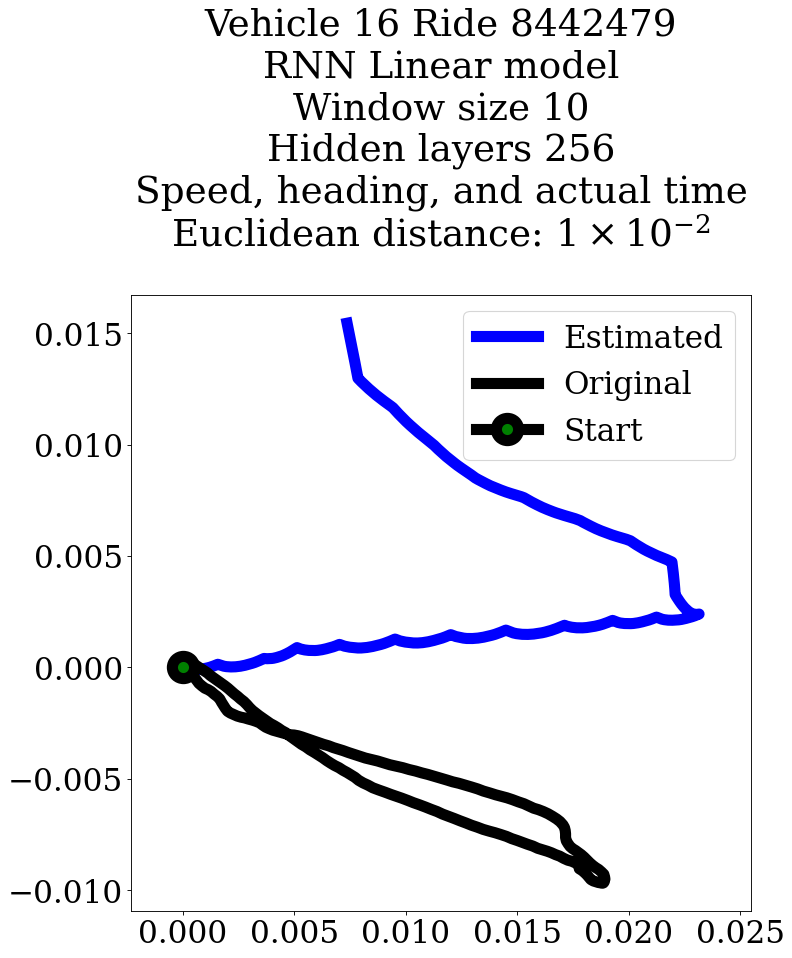 Vehicle 16 Ride 8442479
RNN Linear model
Window size 10
Hidden layers 256
Speed, heading, and actual time
Euclidean distance: 1 × 10⁻²
Estimated
Original
Start
0.015
0.010
0.005
0.000
−0.005
−0.010
0.000 0.005 0.010 0.015 0.020 0.025